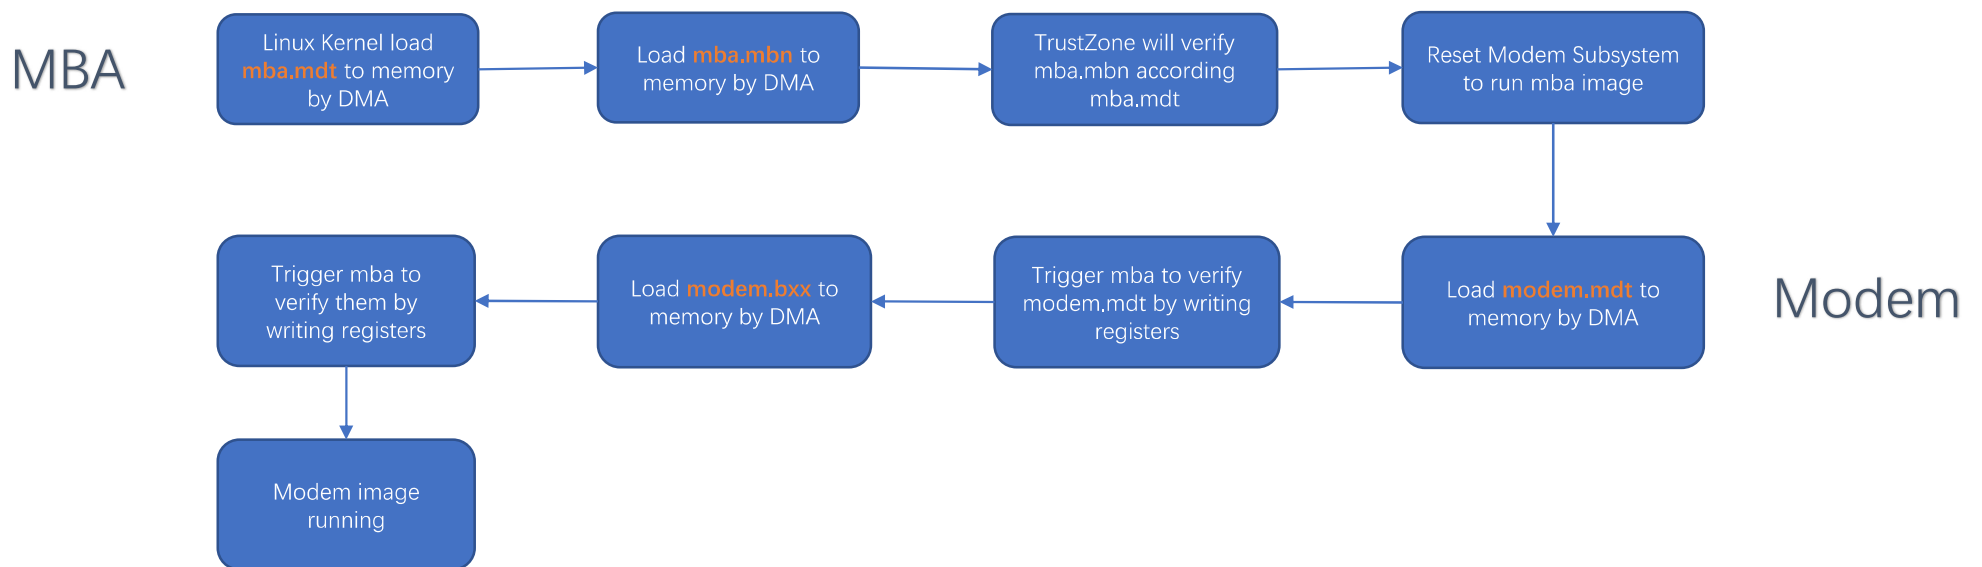 MBA
Linux Kernel load
mba.mdt to memory
by DMA
Load mba.mbn to
memory by DMA
TrustZone will verify
mba.mbn according
mba.mdt
Reset Modem Subsystem
to run mba image
Modem
Load modem.mdt to
memory by DMA
Trigger mba to verify
modem.mdt by writing
registers
Load modem.bxx to
memory by DMA
Trigger mba to
verify them by
writing registers
Modem image
running